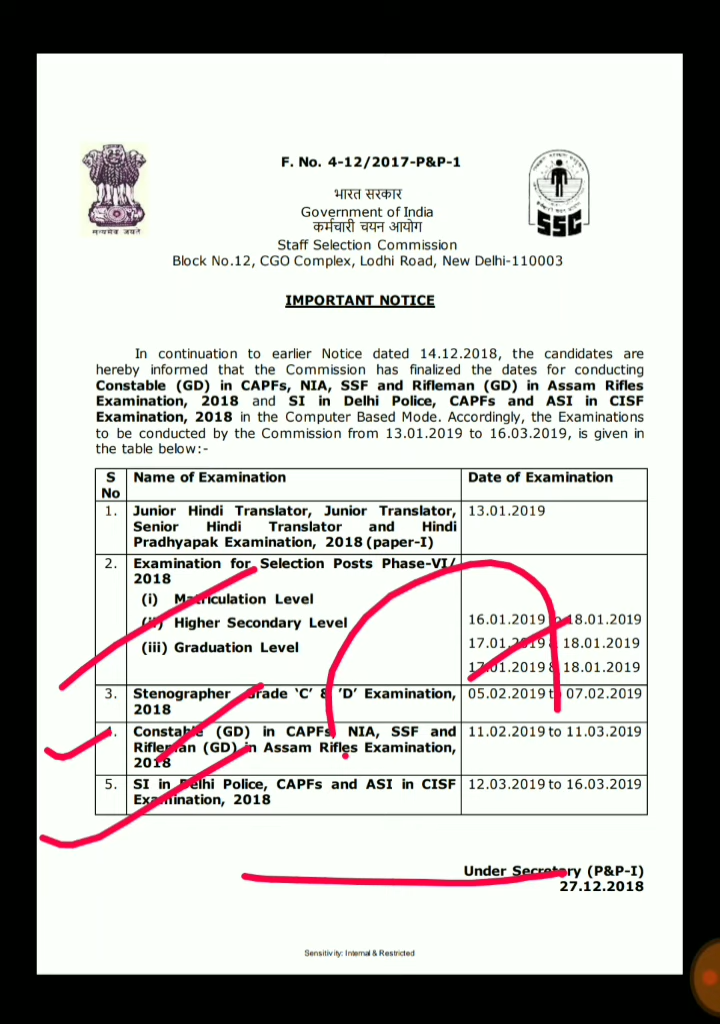 F. No. 4-12/2017-P&P-1
भारत सरकार
Government of India
कर्मचारी चयन आयोग
Staff Selection Commission
Block No.12, CGO Complex, Lodhi Road, New Delhi-110003
सत्यमेव जयते
SSC
IMPORTANT NOTICE
In continuation to earlier Notice dated 14.12.2018, the candidates are
hereby informed that the Commission has finalized the dates for conducting
Constable (GD) in CAPFs, NIA, SSF and Rifleman (GD) in Assam Rifles
Examination, 2018 and SI in Delhi Police, CAPFs and ASI in CISF
Examination, 2018 in the Computer Based Mode. Accordingly, the Examinations
to be conducted by the Commission from 13.01.2019 to 16.03.2019, is given in
the table below:-
S No Name of Examination Date of Examination
1. Junior Hindi Translator, Junior Translator, 13.01.2019
Senior Hindi Translator and Hindi
Pradhyapak Examination, 2018 (paper-I)
2. Examination for Selection Posts Phase-VI/
2018
(i) Matriculation Level
(ii) Higher Secondary Level 16.01.2019 to 18.01.2019
(iii) Graduation Level 17.01.2019 & 18.01.2019
17.01.2019 & 18.01.2019
3. Stenographer Grade ‘C’ & ‘D’ Examination, 05.02.2019 to 07.02.2019
2018
4. Constable (GD) in CAPFs, NIA, SSF and 11.02.2019 to 11.03.2019
Rifleman (GD) in Assam Rifles Examination,
2018
5. SI in Delhi Police, CAPFs and ASI in CISF 12.03.2019 to 16.03.2019
Examination, 2018
Under Secretary (P&P-I)
27.12.2018
Sensitivity: Internal & Restricted